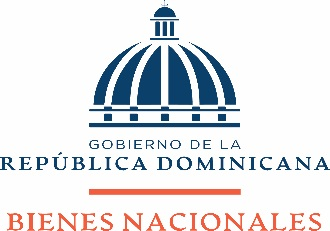 GOBIERNO DE LA
REPÚBLICA DOMINICANA
BIENES NACIONALES